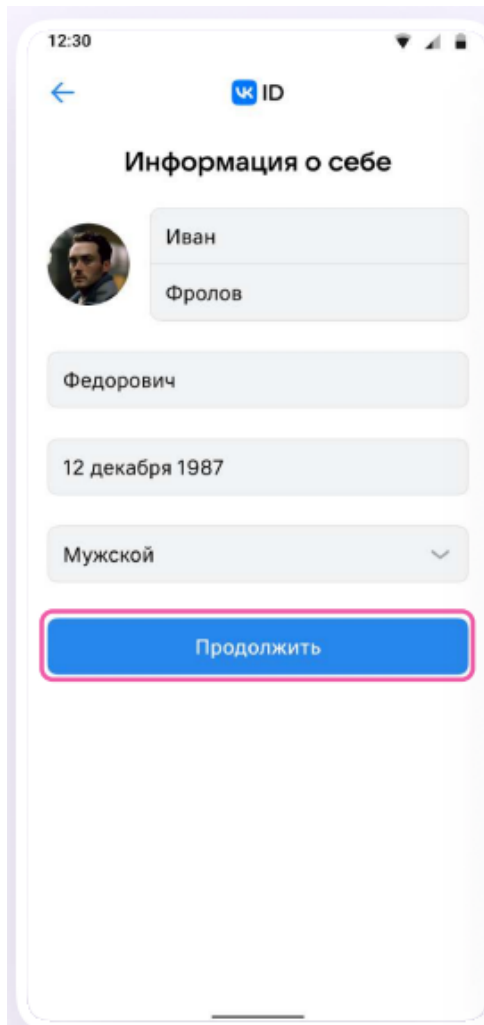 12:30
VK ID
Информация о себе
Иван
Фролов
Федорович
12 декабря 1987
Мужской
Продолжить